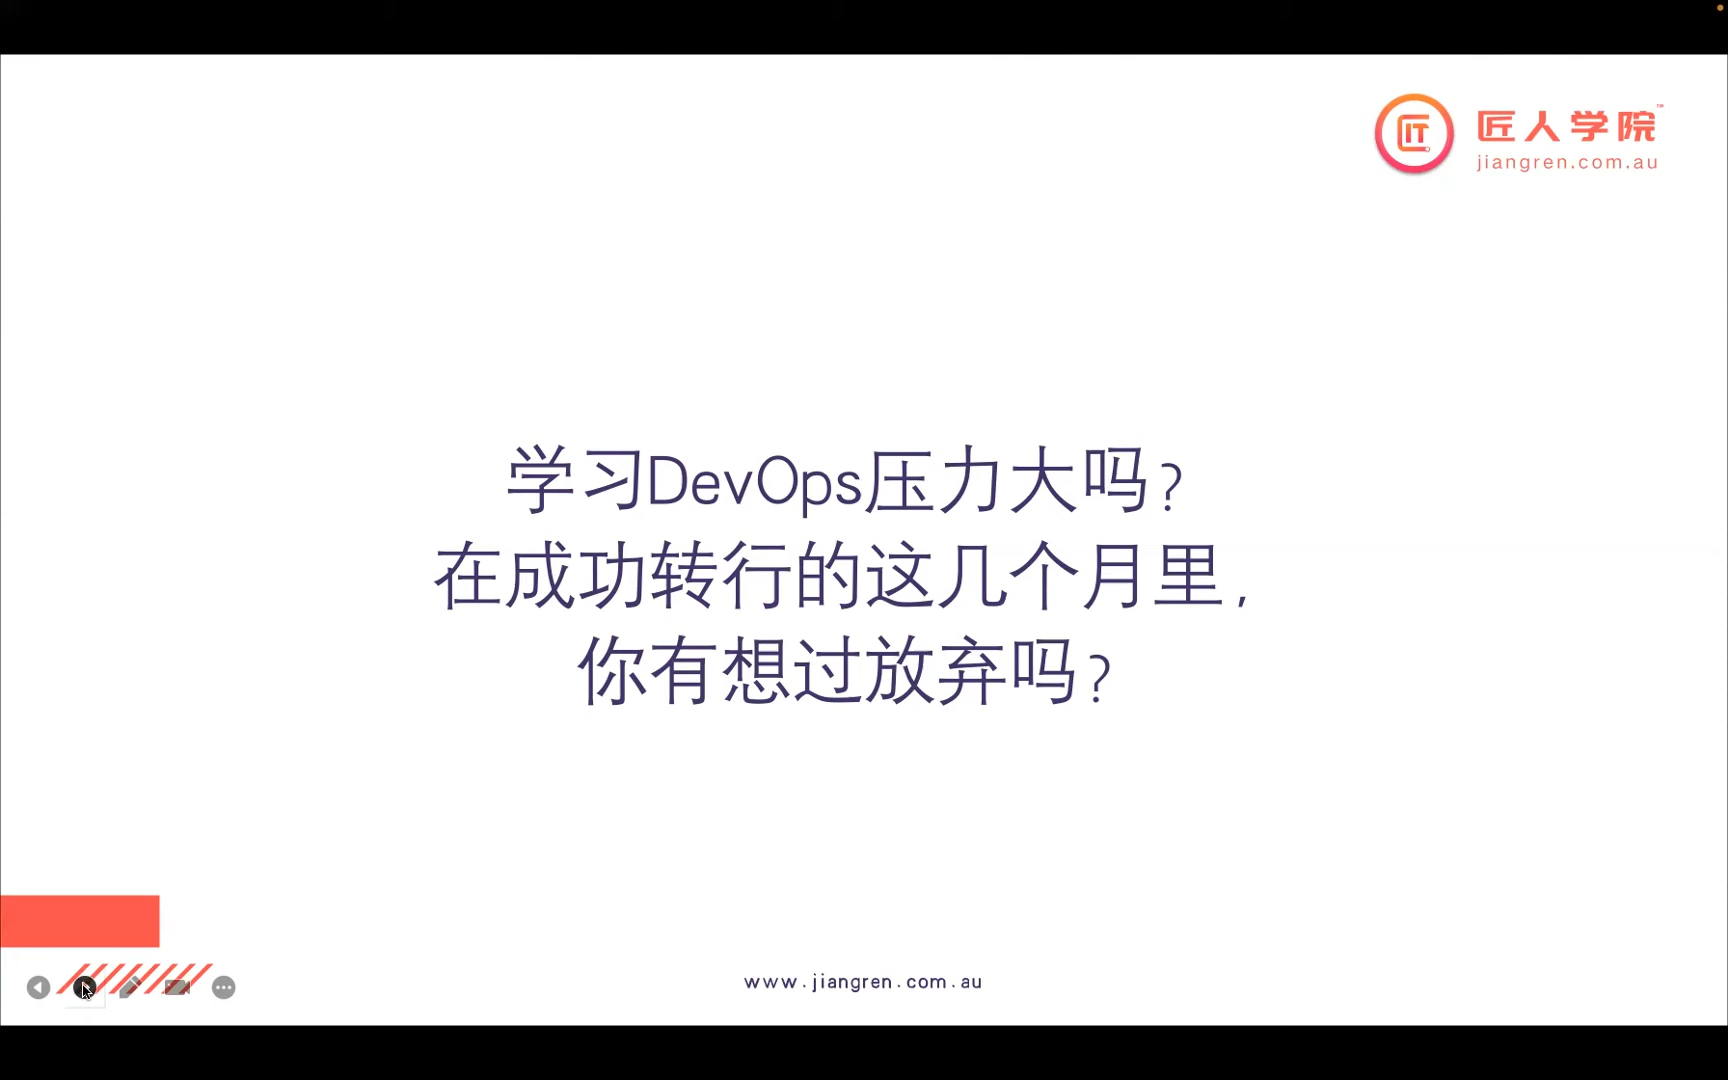 匠人学院™
jiangren.com.au
学习DevOps压力大吗?
在成功转行的这几个月里,
你有想过放弃吗?
www.jiangren.com.au